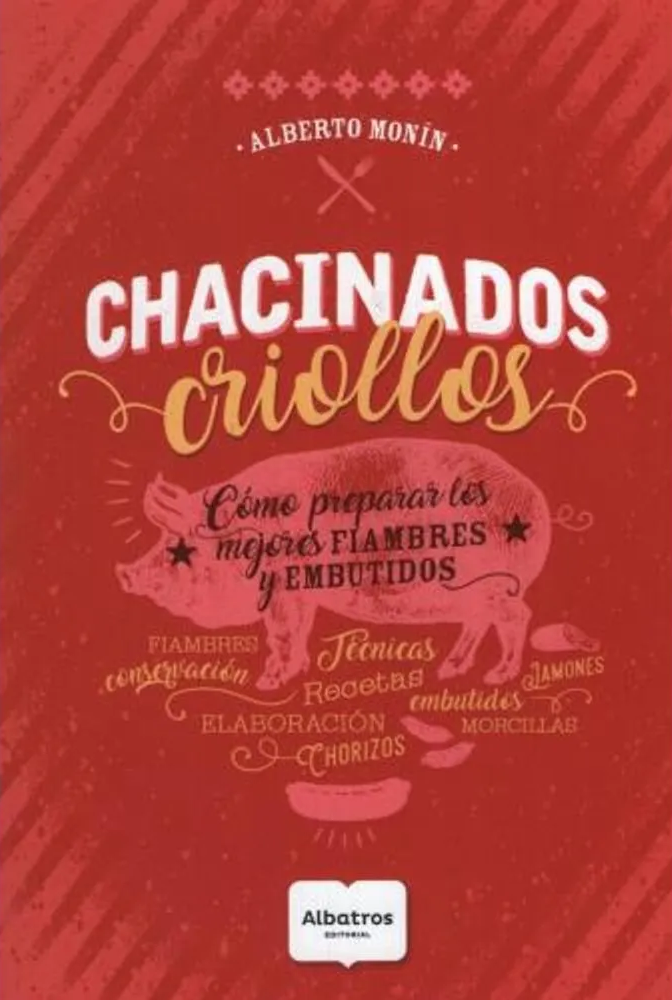 · ALBERTO MONÍN ·
CHACINADOS
criollos
Cómo preparar los
mejores FIAMBRES
y EMBUTIDOS
FIAMBRES
conservación
Técnicas
Recetas
JAMONES
embutidos
ELABORACIÓN
MORCILLAS
CHORIZOS
Albatros
EDITORIAL